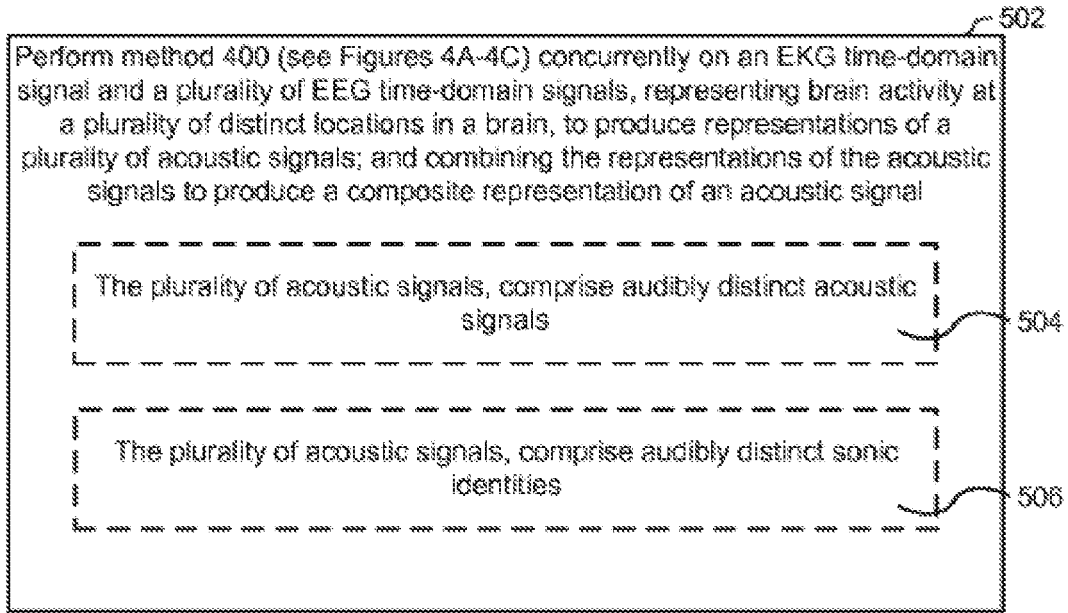 502
Perform method 400 (see Figures 4A-4C) concurrently on an EKG time-domain
signal and a plurality of EEG time-domain signals, representing brain activity at
a plurality of distinct locations in a brain, to produce representations of a
plurality of acoustic signals; and combining the representations of the acoustic
signals to produce a composite representation of an acoustic signal
The plurality of acoustic signals, comprise audibly distinct acoustic
signals
504
The plurality of acoustic signals, comprise audibly distinct sonic
identities
506